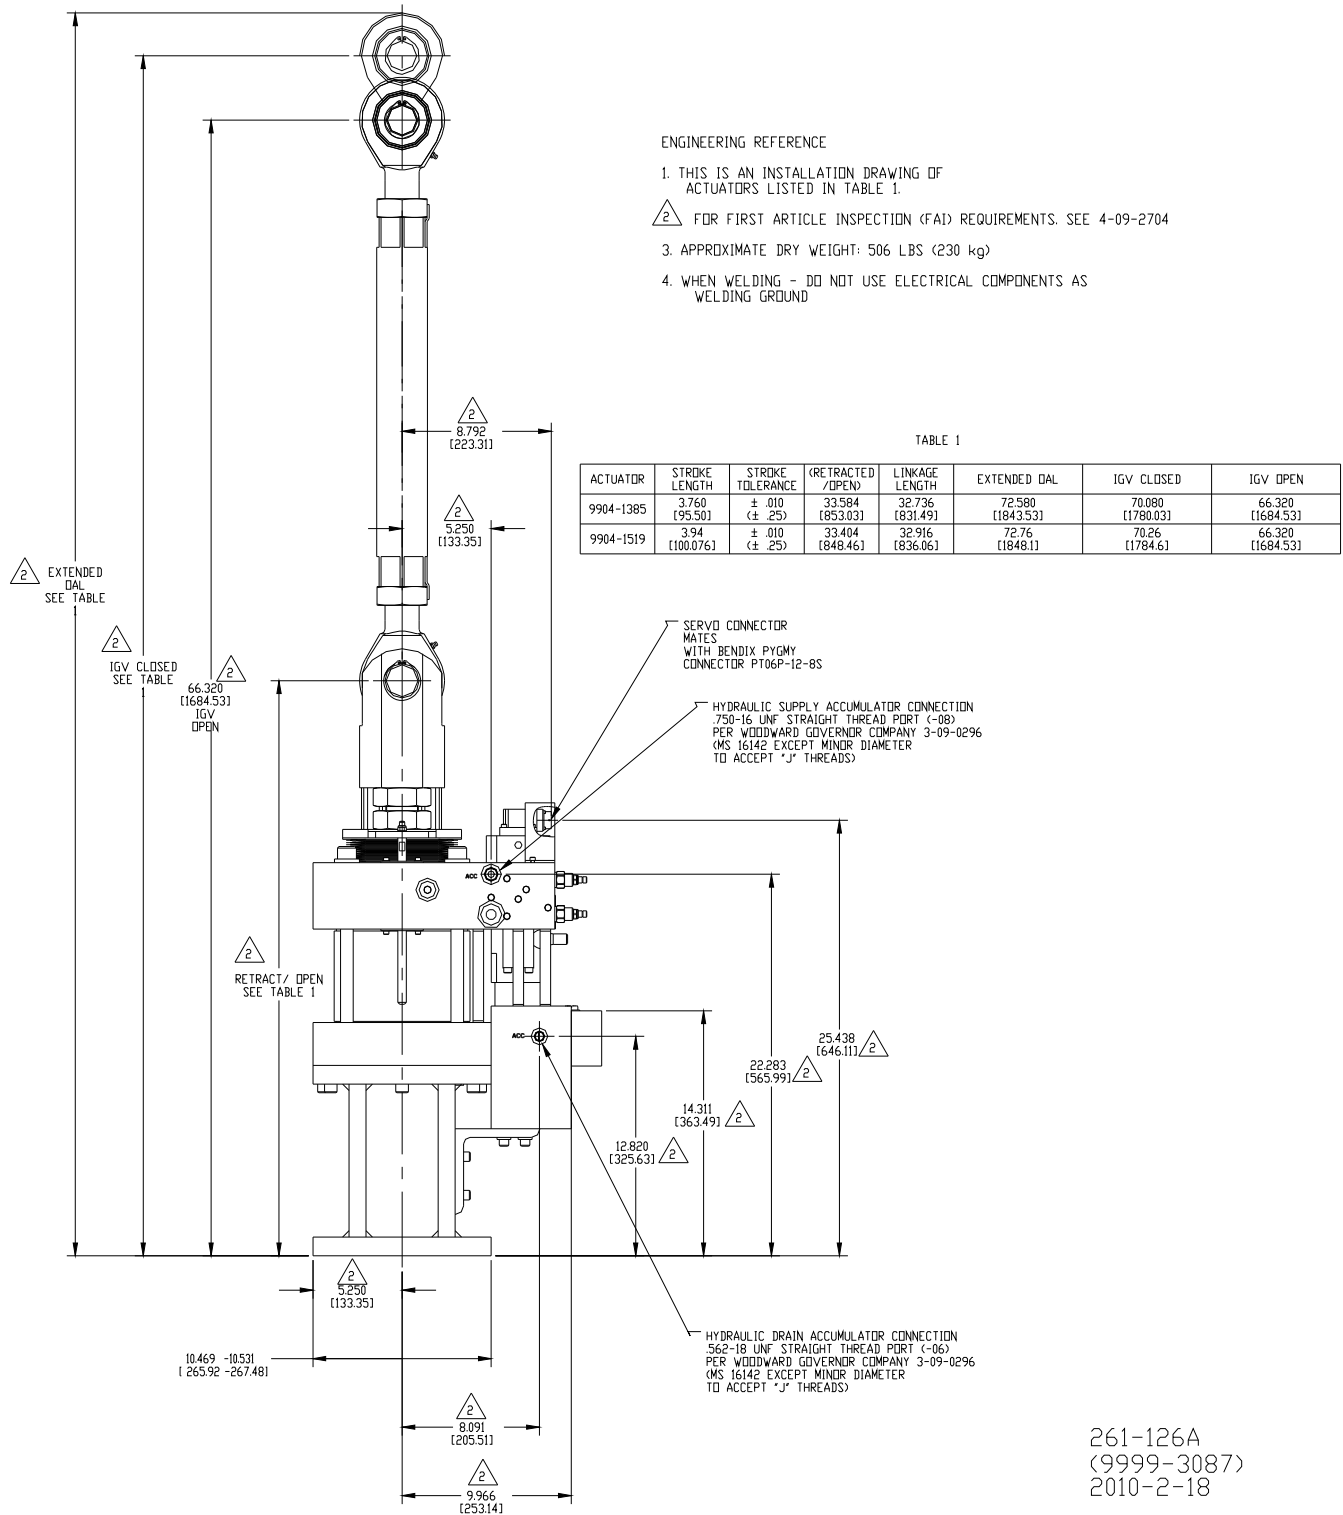 ENGINEERING REFERENCE
1. THIS IS AN INSTALLATION DRAWING OF
ACTUATORS LISTED IN TABLE 1.
2 FOR FIRST ARTICLE INSPECTION (FAI) REQUIREMENTS. SEE 4-09-2704
3. APPROXIMATE DRY WEIGHT: 506 LBS (230 kg)
4. WHEN WELDING - DO NOT USE ELECTRICAL COMPONENTS AS
WELDING GROUND
2
8.792
[223.31]
TABLE 1
ACTUATOR STROKE LENGTH STROKE TOLERANCE (RETRACTED /OPEN) LINKAGE LENGTH EXTENDED OAL IGV CLOSED IGV OPEN
9904-1385 3.760 [95.50] ± .010 (± .25) 33.584 [853.03] 32.736 [831.49] 72.580 [1843.53] 70.080 [1780.03] 66.320 [1684.53]
9904-1519 3.94 [100.076] ± .010 (± .25) 33.404 [848.46] 32.916 [836.06] 72.76 [1848.1] 70.26 [1784.6] 66.320 [1684.53]
2
5.250
[133.35]
2 EXTENDED
OAL
SEE TABLE
1
2
IGV CLOSED
SEE TABLE
1
2
66.320
[1684.53]
IGV
OPEN
SERVO CONNECTOR
MATES
WITH BENDIX PYGMY
CONNECTOR PT06P-12-8S
HYDRAULIC SUPPLY ACCUMULATOR CONNECTION
.750-16 UNF STRAIGHT THREAD PORT (-08)
PER WOODWARD GOVERNOR COMPANY 3-09-0296
(MS 16142 EXCEPT MINOR DIAMETER
TO ACCEPT "J" THREADS)
ACC
2
RETRACT/ OPEN
SEE TABLE 1
ACC
25.438
[646.11] 2
22.283
[565.99] 2
14.311
[363.49] 2
12.820
[325.63] 2
2
5.250
[133.35]
10.469 -10.531
[ 265.92 -267.48]
HYDRAULIC DRAIN ACCUMULATOR CONNECTION
.562-18 UNF STRAIGHT THREAD PORT (-06)
PER WOODWARD GOVERNOR COMPANY 3-09-0296
(MS 16142 EXCEPT MINOR DIAMETER
TO ACCEPT "J" THREADS)
2
8.091
[205.51]
2
9.966
[253.14]
261-126A
(9999-3087)
2010-2-18